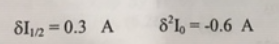 δI₁/₂ = 0.3 A δ²I₀ = -0.6 A